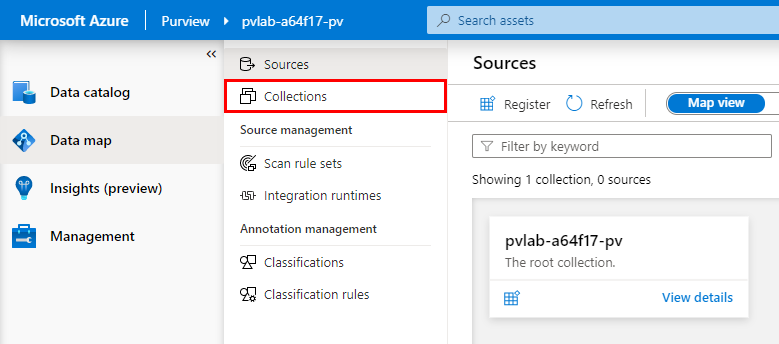 Microsoft Azure Purview pvlab-a64f17-pv Search assets
Data catalog
Data map
Insights (preview)
Management
Sources
Collections
Source management
Scan rule sets
Integration runtimes
Annotation management
Classifications
Classification rules
Sources
Register Refresh Map view
Filter by keyword
Showing 1 collection, 0 sources
pvlab-a64f17-pv
The root collection.
View details